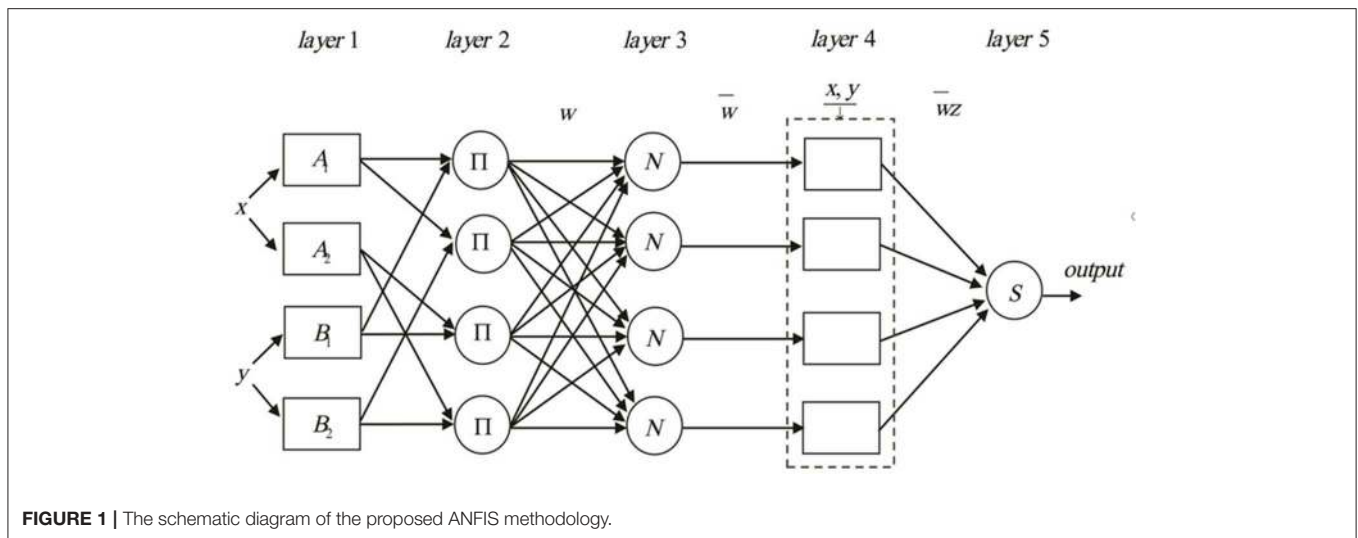 layer 1 layer 2 layer 3 layer 4 layer 5
w w̅ x, y w̅z
A₁ Π N
x
A₂ Π N
S output
B₁ Π N
y
B₂ Π N
FIGURE 1 | The schematic diagram of the proposed ANFIS methodology.